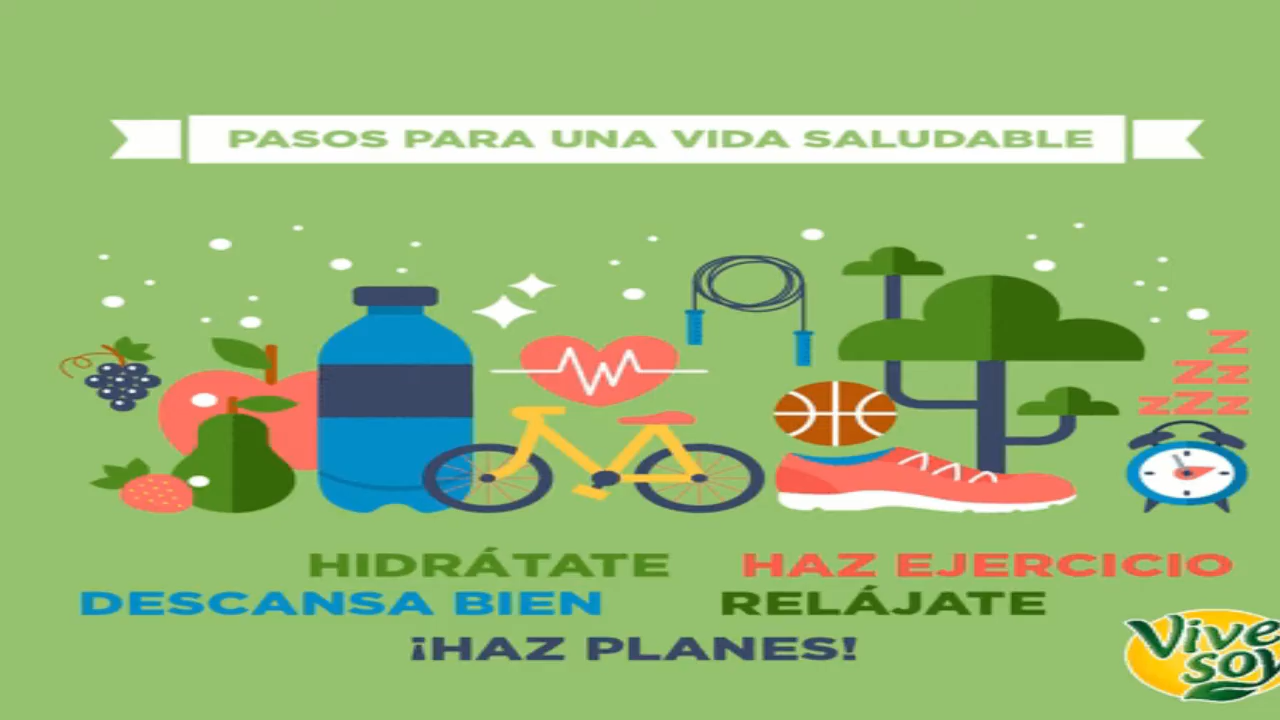 PASOS PARA UNA VIDA SALUDABLE
Z
ZZ
ZZZ
HIDRÁTATE HAZ EJERCICIO
DESCANSA BIEN RELÁJATE
¡HAZ PLANES!
Vive
soy